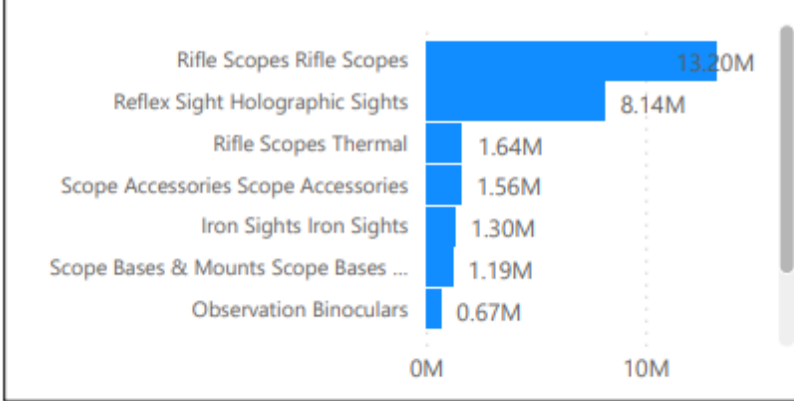 Rifle Scopes Rifle Scopes 13.20M
Reflex Sight Holographic Sights 8.14M
Rifle Scopes Thermal 1.64M
Scope Accessories Scope Accessories 1.56M
Iron Sights Iron Sights 1.30M
Scope Bases & Mounts Scope Bases ... 1.19M
Observation Binoculars 0.67M
0M 10M